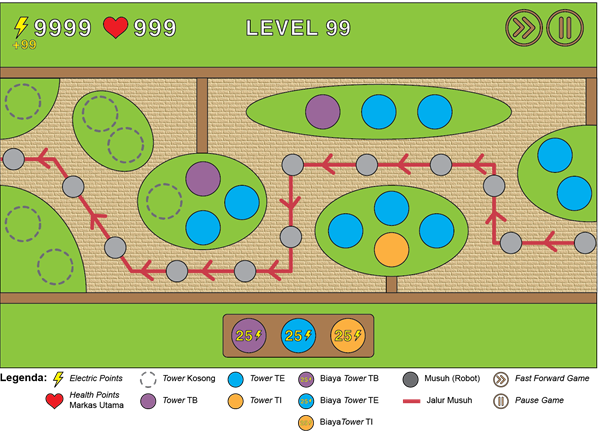 9999 999 LEVEL 99
+99
25 25 25
Legenda: Electric Points Tower Kosong Tower TE Biaya Tower TB Musuh (Robot) Fast Forward Game
Health Points
Markas Utama Tower TB Tower TI Biaya Tower TE Jalur Musuh Pause Game
BiayaTower TI